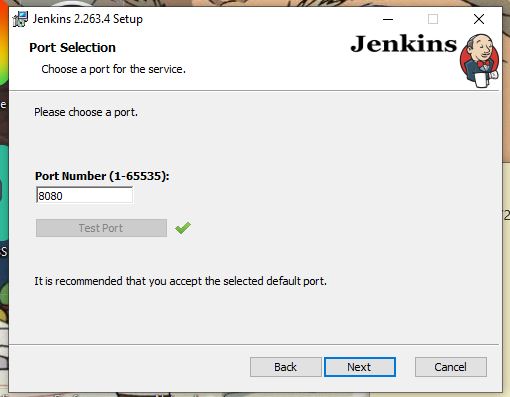 Jenkins 2.263.4 Setup
Port Selection
Jenkins
Choose a port for the service.
Please choose a port.
Port Number (1-65535):
8080
Test Port
It is recommended that you accept the selected default port.
Back
Next
Cancel